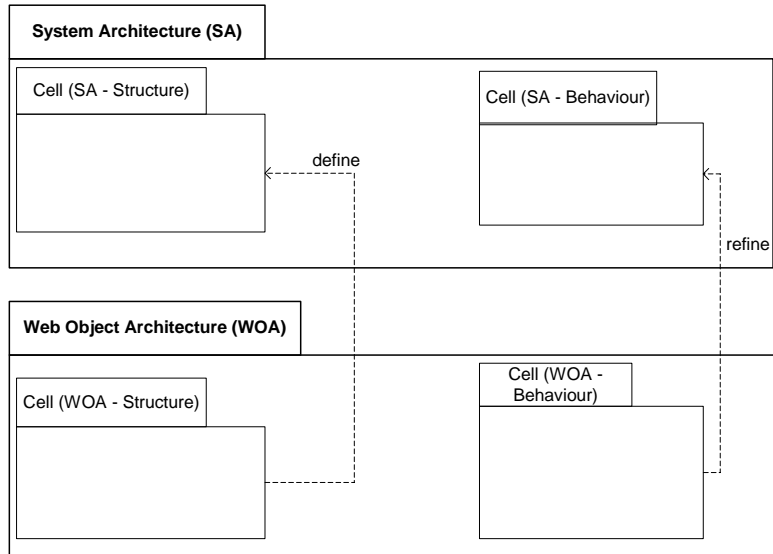 System Architecture (SA)
Cell (SA - Structure)
Cell (SA - Behaviour)
define
refine
Web Object Architecture (WOA)
Cell (WOA - Structure)
Cell (WOA -
Behaviour)